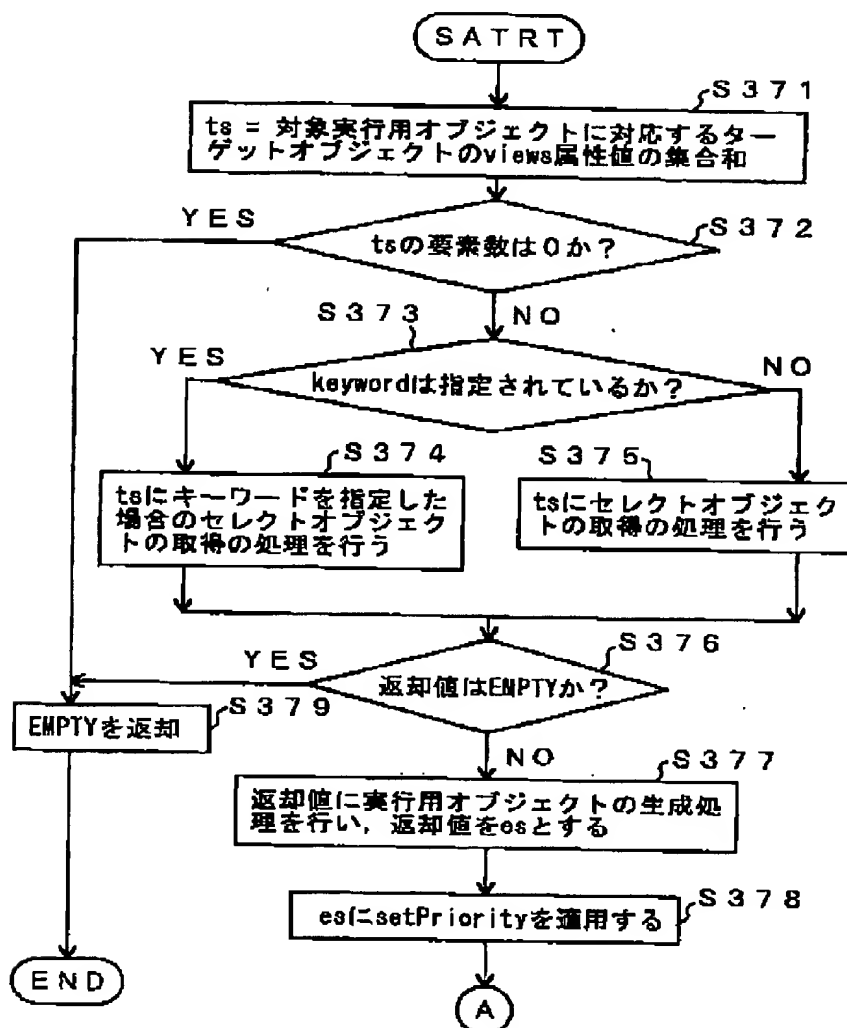 SATRT
S371
ts = 対象実行用オブジェクトに対応するター
ゲットオブジェクトのviews属性値の集合和
YES
S372
tsの要素数は0か?
NO
S373
YES
NO
keywordは指定されているか?
S374
S375
tsにキーワードを指定した
場合のセレクトオブジェク
トの取得の処理を行う
tsにセレクトオブジェク
トの取得の処理を行う
S376
YES
返却値はEMPTYか?
S379
EMPTYを返却
NO
S377
返却値に実行用オブジェクトの生成処
理を行い,返却値をesとする
S378
esにsetPriorityを適用する
END
A